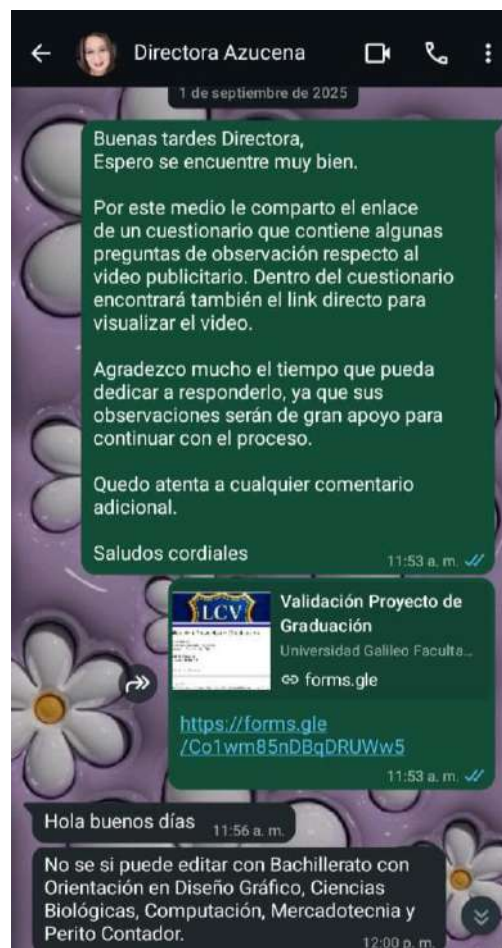 Directora Azucena
1 de septiembre de 2025
Buenas tardes Directora,
Espero se encuentre muy bien.
Por este medio le comparto el enlace
de un cuestionario que contiene algunas
preguntas de observación respecto al
video publicitario. Dentro del cuestionario
encontrará también el link directo para
visualizar el video.
Agradezco mucho el tiempo que pueda
dedicar a responderlo, ya que sus
observaciones serán de gran apoyo para
continuar con el proceso.
Quedo atenta a cualquier comentario
adicional.
Saludos cordiales
11:53 a. m.
LCV
Validación Proyecto de
Graduación
Universidad Galileo Faculta...
forms.gle
https://forms.gle
/Co1wm85nDBqDRUWw5
11:53 a. m.
Hola buenos días 11:56 a. m.
No se si puede editar con Bachillerato con
Orientación en Diseño Gráfico, Ciencias
Biológicas, Computación, Mercadotecnia y
Perito Contador.
12:00 p. m.